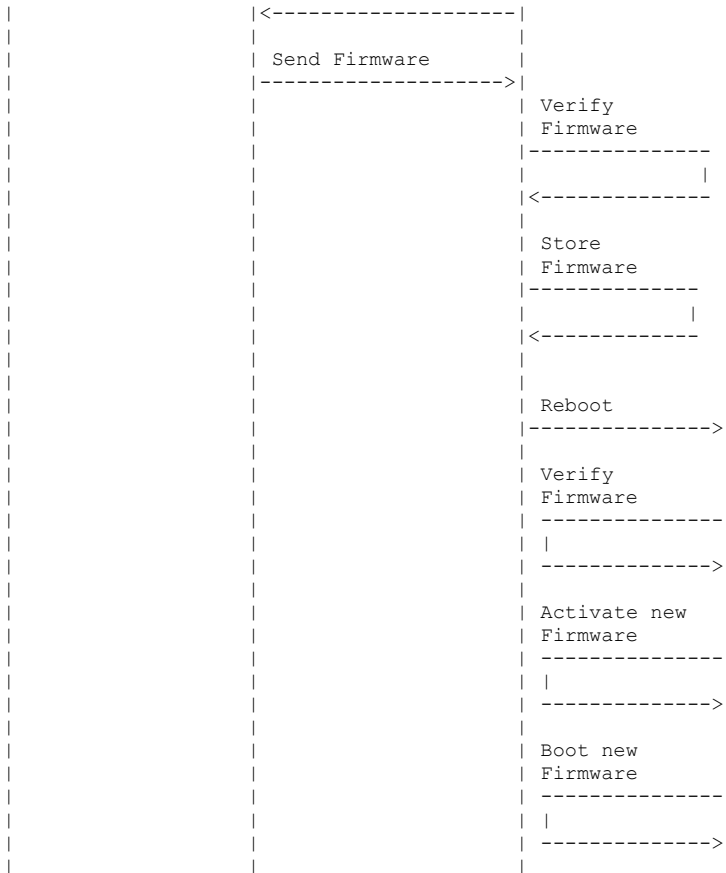 Send Firmware
Verify
Firmware
Store
Firmware
Reboot
Verify
Firmware
Activate new
Firmware
Boot new
Firmware